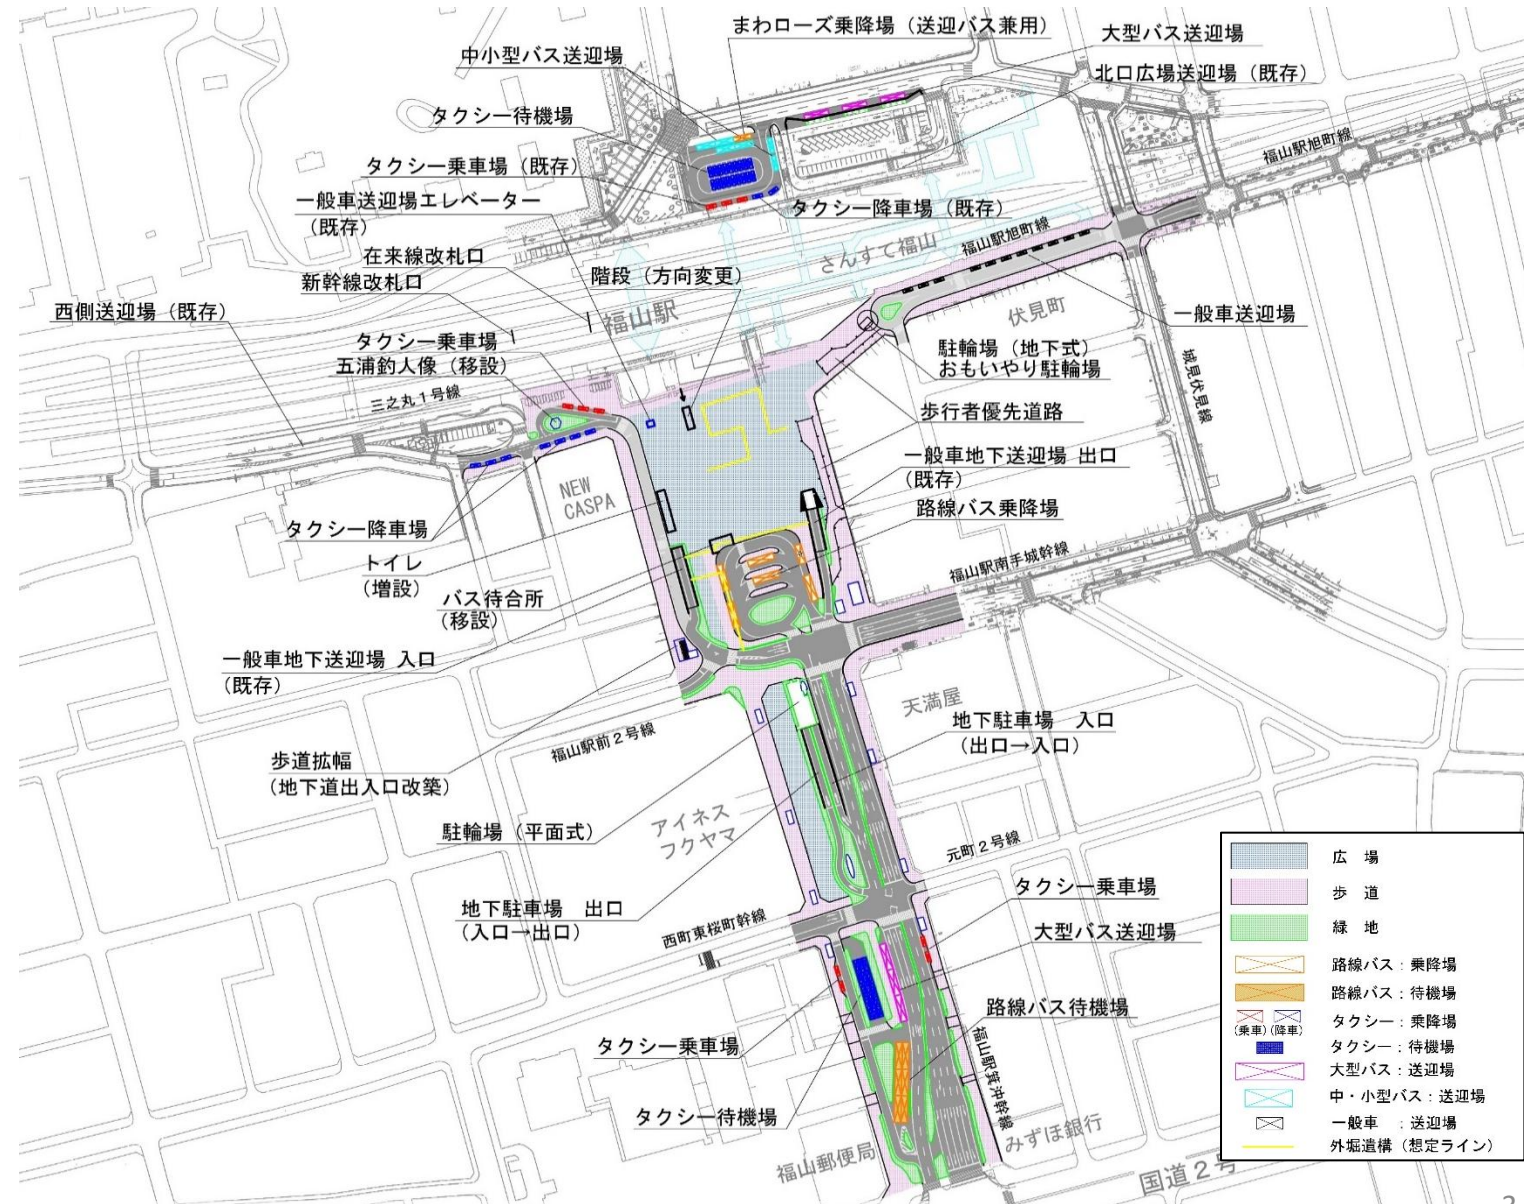 まわローズ乗降場（送迎バス兼用）
大型バス送迎場
中小型バス送迎場
北口広場送迎場（既存）
タクシー待機場
福山駅旭町線
タクシー乗車場（既存）
一般車送迎場エレベーター
（既存）
タクシー降車場（既存）
福山駅旭町線
さんすて福山
在来線改札口
新幹線改札口
階段（方向変更）
福山駅
伏見町
西側送迎場（既存）
一般車送迎場
タクシー乗車場
五浦釣人像（移設）
駐輪場（地下式）
おもいやり駐輪場
城見伏見線
三之丸１号線
歩行者優先道路
一般車地下送迎場 出口
（既存）
NEW
CASPA
路線バス乗降場
タクシー降車場
トイレ
（増設）
福山駅南手城幹線
バス待合所
（移設）
一般車地下送迎場 入口
（既存）
天満屋
地下駐車場　入口
（出口→入口）
福山駅前２号線
歩道拡幅
（地下道出入口改築）
駐輪場（平面式）
アイネス
フクヤマ
元町２号線
地下駐車場　出口
（入口→出口）
タクシー乗車場
西町東桜町幹線
大型バス送迎場
路線バス待機場
タクシー乗車場
福山駅箕沖幹線
タクシー待機場
みずほ銀行
福山郵便局
国道２号
広　場
歩　道
緑　地
路線バス：乗降場
路線バス：待機場
（乗車）（降車）
タクシー：乗降場
タクシー：待機場
大型バス：送迎場
中・小型バス：送迎場
一般車　：送迎場
外堀遺構（想定ライン）